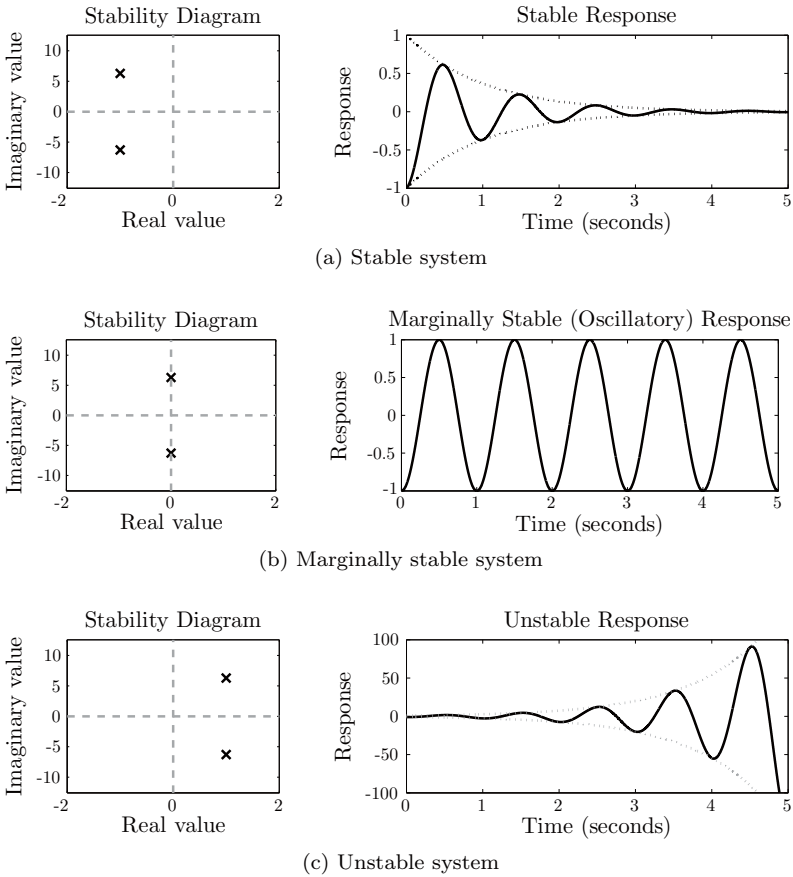 Stability Diagram
Imaginary value
10
5
0
-5
-10
-2
0
2
Real value
Stable Response
Response
1
0.5
0
-0.5
-1
0
1
2
3
4
5
Time (seconds)
(a) Stable system
Stability Diagram
Imaginary value
10
5
0
-5
-10
-2
0
2
Real value
Marginally Stable (Oscillatory) Response
Response
1
0.5
0
-0.5
-1
0
1
2
3
4
5
Time (seconds)
(b) Marginally stable system
Stability Diagram
Imaginary value
10
5
0
-5
-10
-2
0
2
Real value
Unstable Response
Response
100
50
0
-50
-100
0
1
2
3
4
5
Time (seconds)
(c) Unstable system